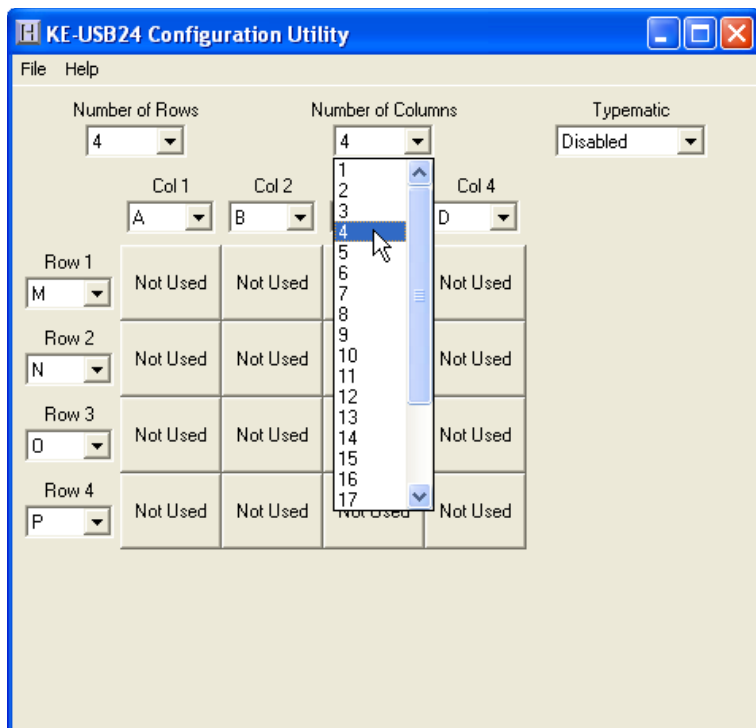 KE-USB24 Configuration Utility
File Help
Number of Rows Number of Columns Typematic
4 4 Disabled
Col 1 Col 2 Col 4
A B D
1
2
3
4
5
6
7
8
9
10
11
12
13
14
15
16
17
Row 1
M
Not Used Not Used Not Used
Row 2
N
Not Used Not Used Not Used
Row 3
O
Not Used Not Used Not Used
Row 4
P
Not Used Not Used Not Used Not Used